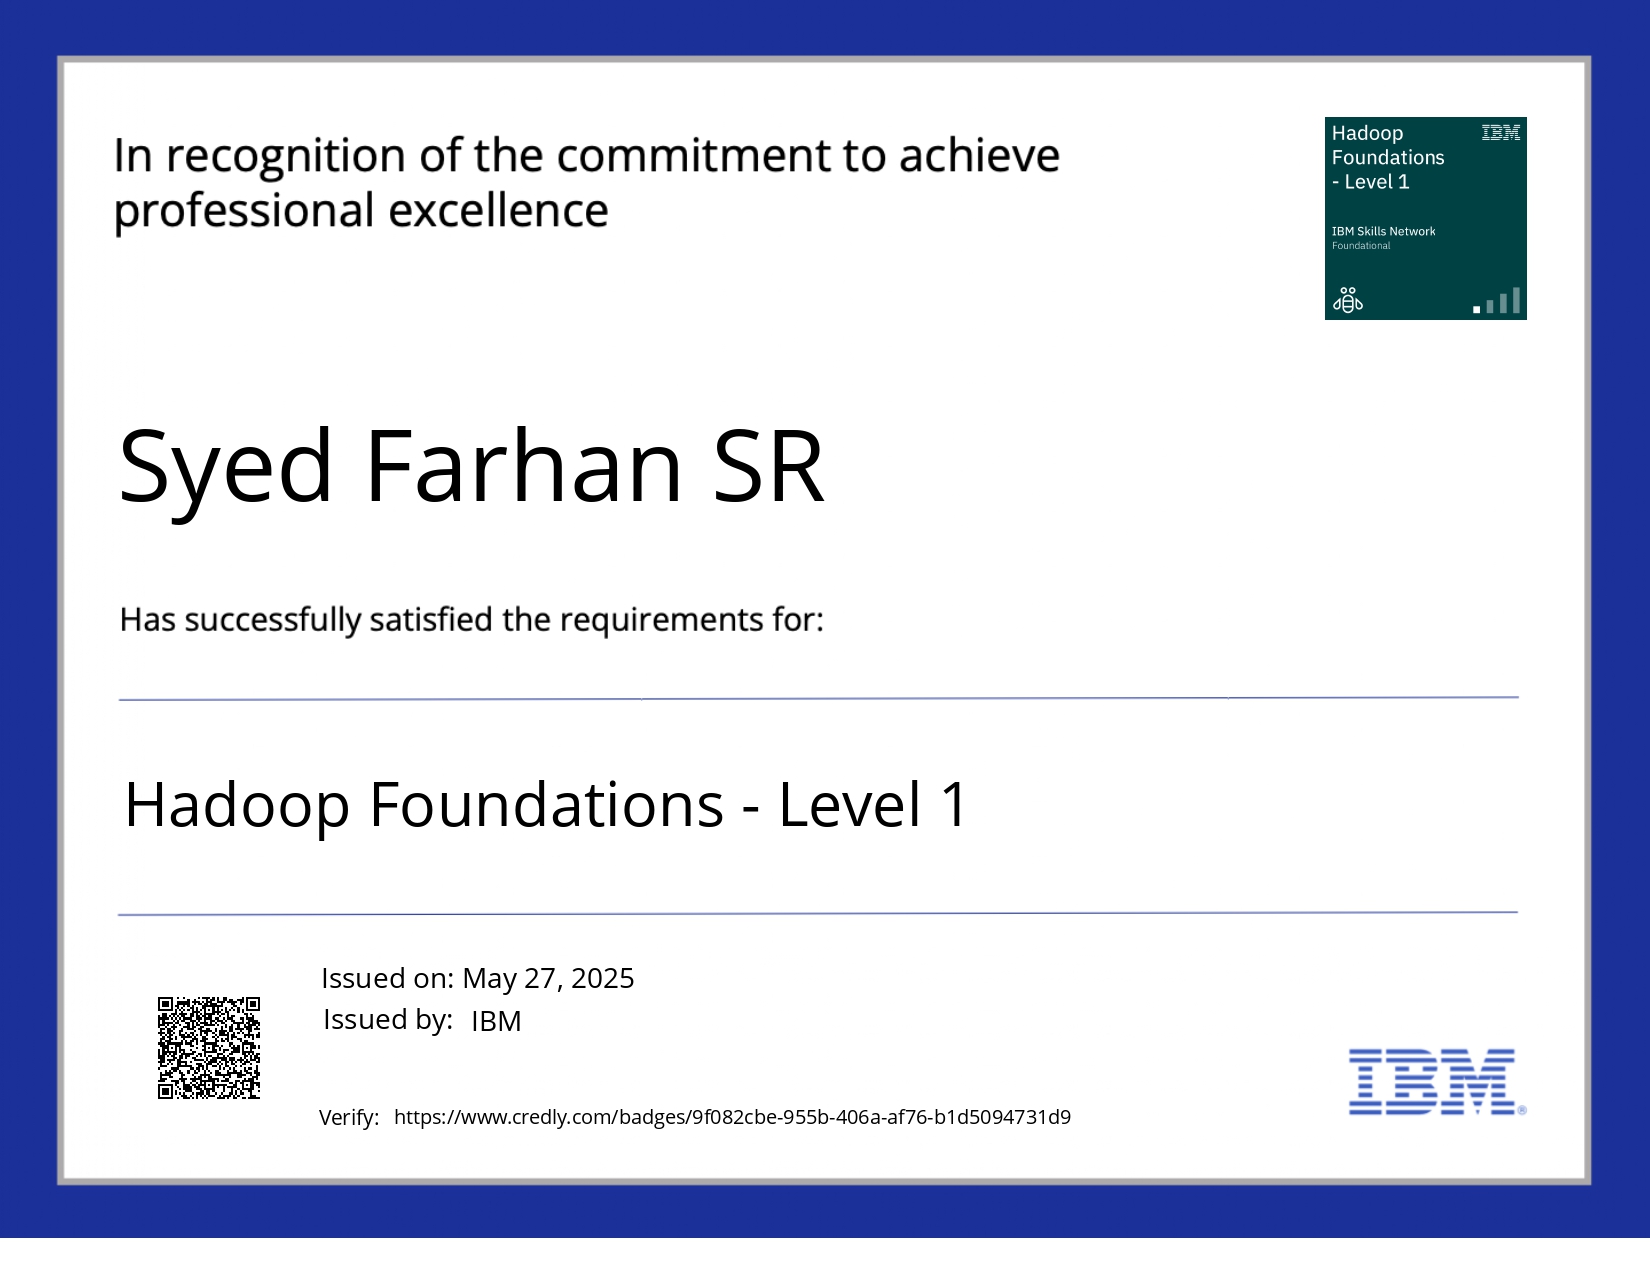 In recognition of the commitment to achieve
professional excellence
Hadoop
Foundations
- Level 1
IBM
IBM Skills Network
Foundational
Syed Farhan SR
Has successfully satisfied the requirements for:
Hadoop Foundations - Level 1
Issued on: May 27, 2025
Issued by: IBM
Verify: https://www.credly.com/badges/9f082cbe-955b-406a-af76-b1d5094731d9
IBM®